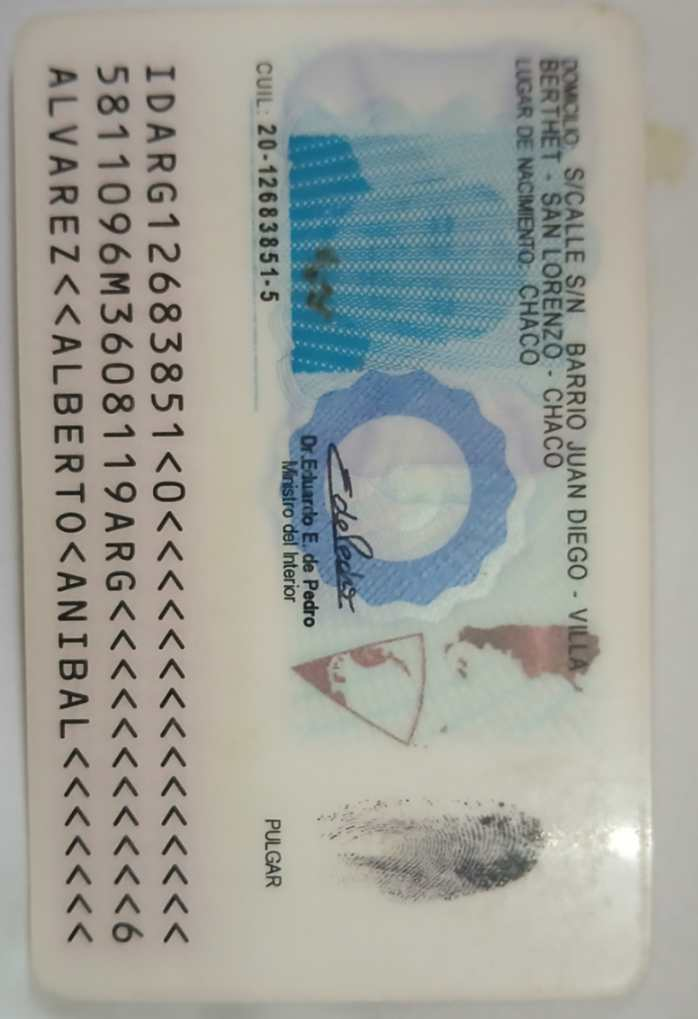 DOMICILIO: S/CALLE S/N BARRIO JUAN DIEGO - VILLA
BERTHET - SAN LORENZO - CHACO
LUGAR DE NACIMIENTO: CHACO
CUIL: 20-12683851-5
Dr. Eduardo E. de Pedro
Ministro del Interior
PULGAR
IDARG12683851<0<<<<<<<<<<<<<<<
5811096M3608119ARG<<<<<<<<<<<6
ALVAREZ<<ALBERTO<ANIBAL<<<<<<<